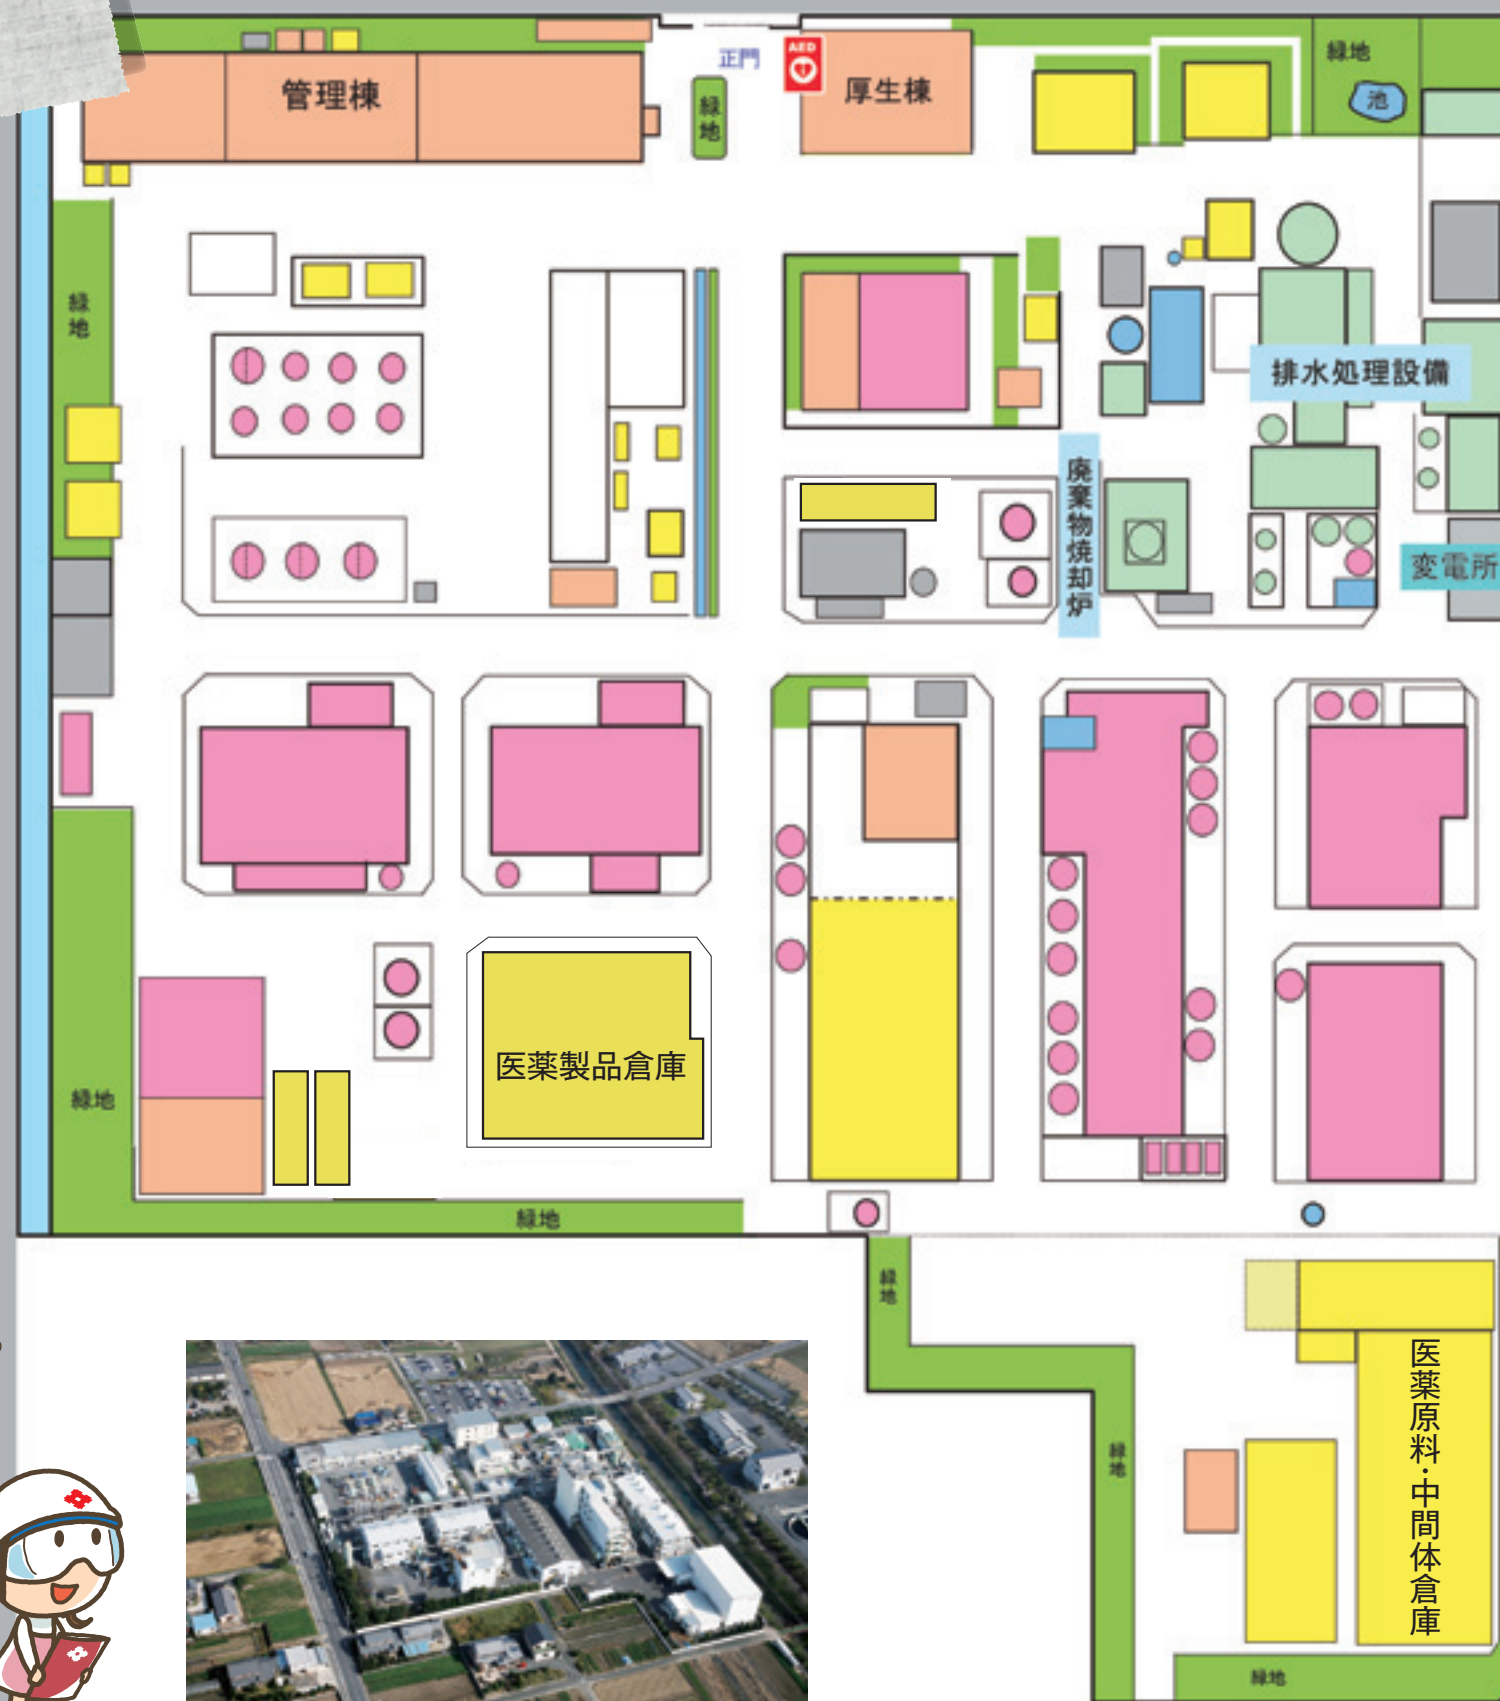 正門
AED
管理棟
厚生棟
緑地
緑地
池
緑地
排水処理設備
廃棄物焼却炉
変電所
緑地
医薬製品倉庫
緑地
緑地
医薬原料・中間体倉庫
緑地
緑地